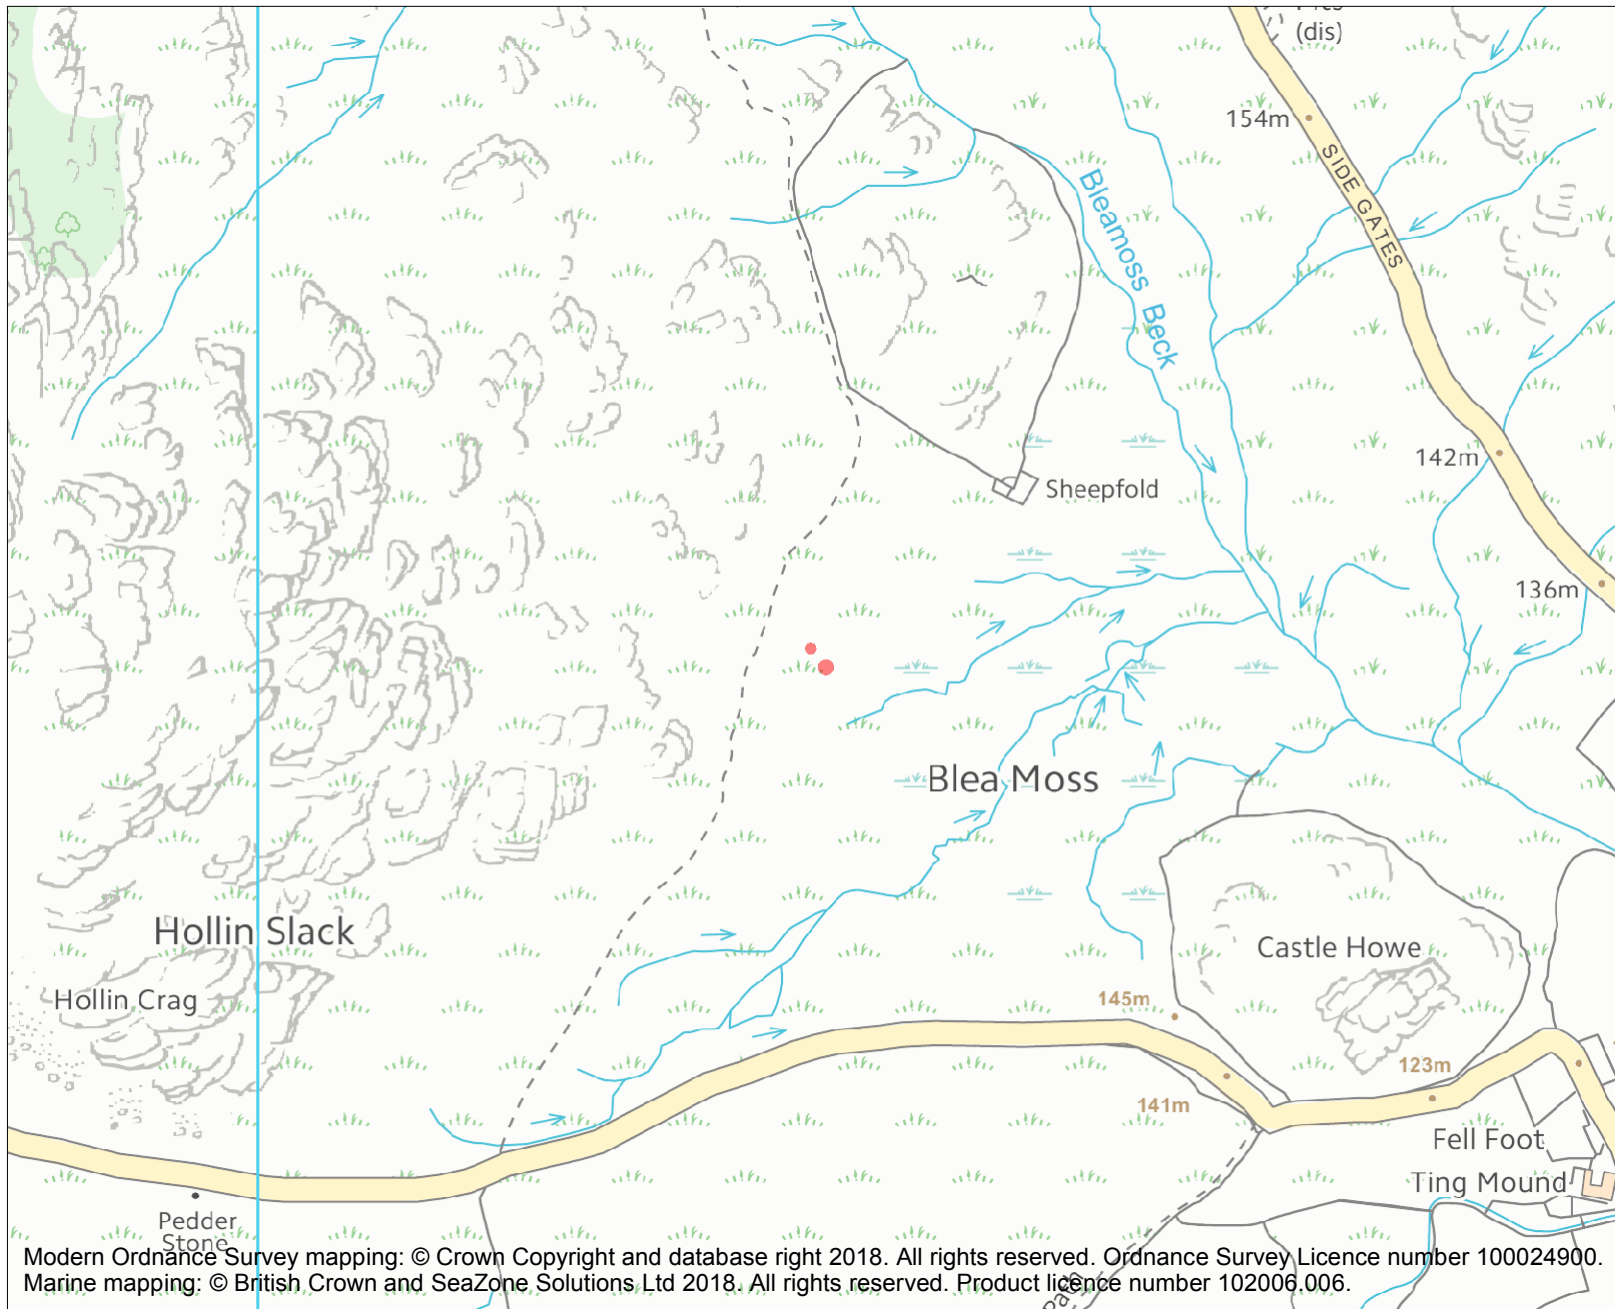 (dis)
154m
SIDE GATES
Bleamoss Beck
142m
Sheepfold
136m
Blea Moss
Hollin Slack
Castle Howe
Hollin Crag
145m
123m
141m
Fell Foot
Ting Mound
Pedder
Stone
Path
Modern Ordnance Survey mapping: © Crown Copyright and database right 2018. All rights reserved. Ordnance Survey Licence number 100024900.
Marine mapping: © British Crown and SeaZone Solutions Ltd 2018. All rights reserved. Product licence number 102006.006.